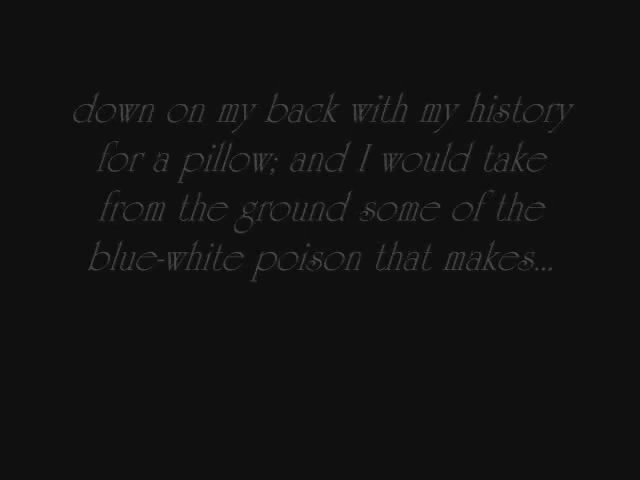 down on my back with my history
for a pillow; and I would take
from the ground some of the
blue-white poison that makes...